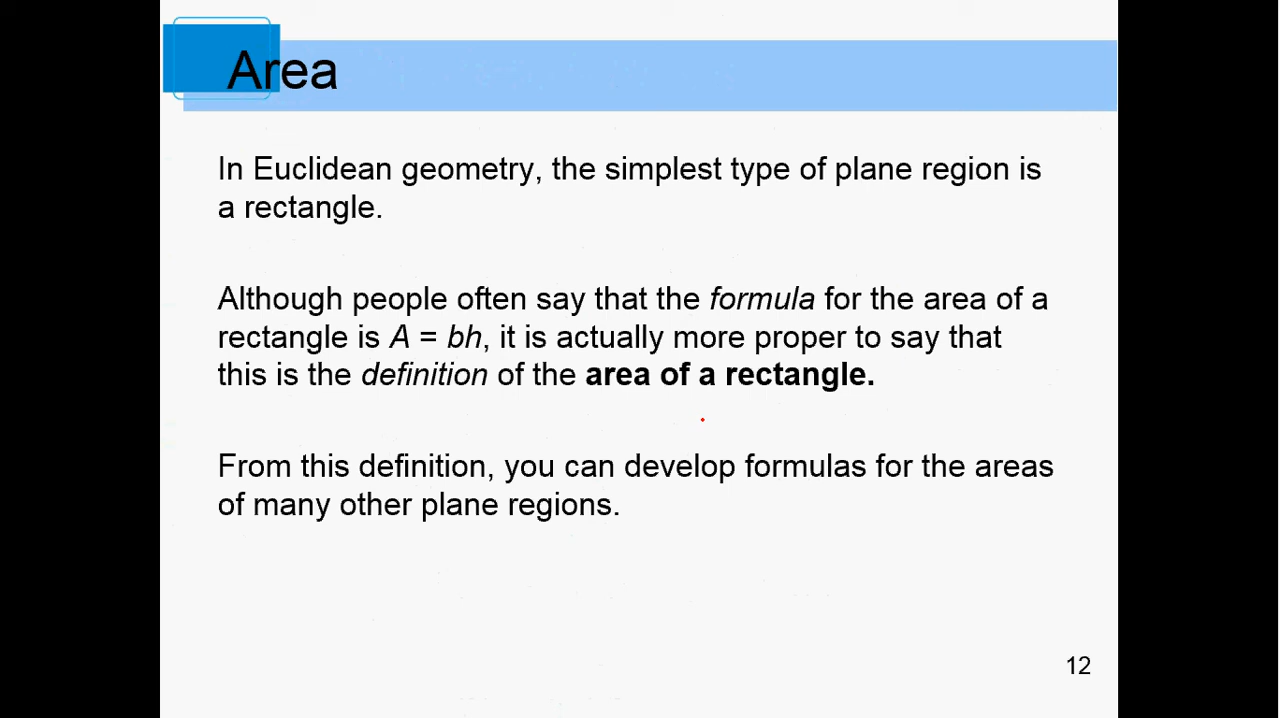 Area
In Euclidean geometry, the simplest type of plane region is
a rectangle.
Although people often say that the formula for the area of a
rectangle is A = bh, it is actually more proper to say that
this is the definition of the area of a rectangle.
From this definition, you can develop formulas for the areas
of many other plane regions.
12